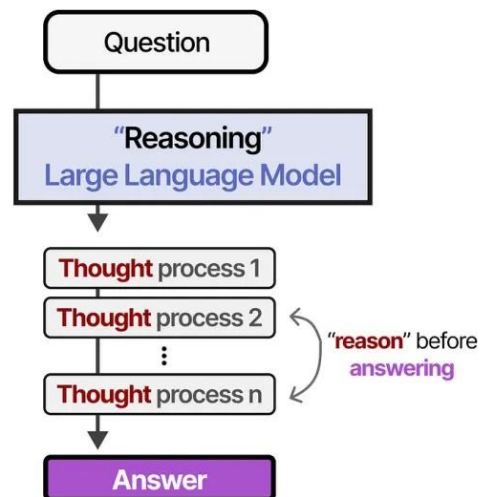 Question
“Reasoning”
Large Language Model
Thought process 1
Thought process 2
“reason” before
answering
Thought process n
Answer